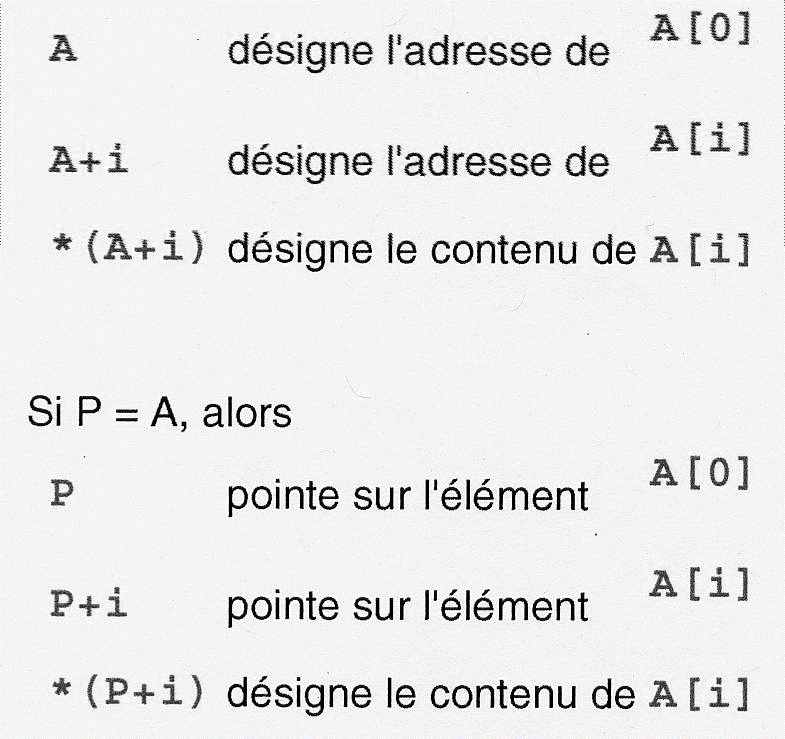 A désigne l'adresse de A[0]
A+i désigne l'adresse de A[i]
*(A+i) désigne le contenu de A[i]
Si P = A, alors
P pointe sur l'élément A[0]
P+i pointe sur l'élément A[i]
*(P+i) désigne le contenu de A[i]